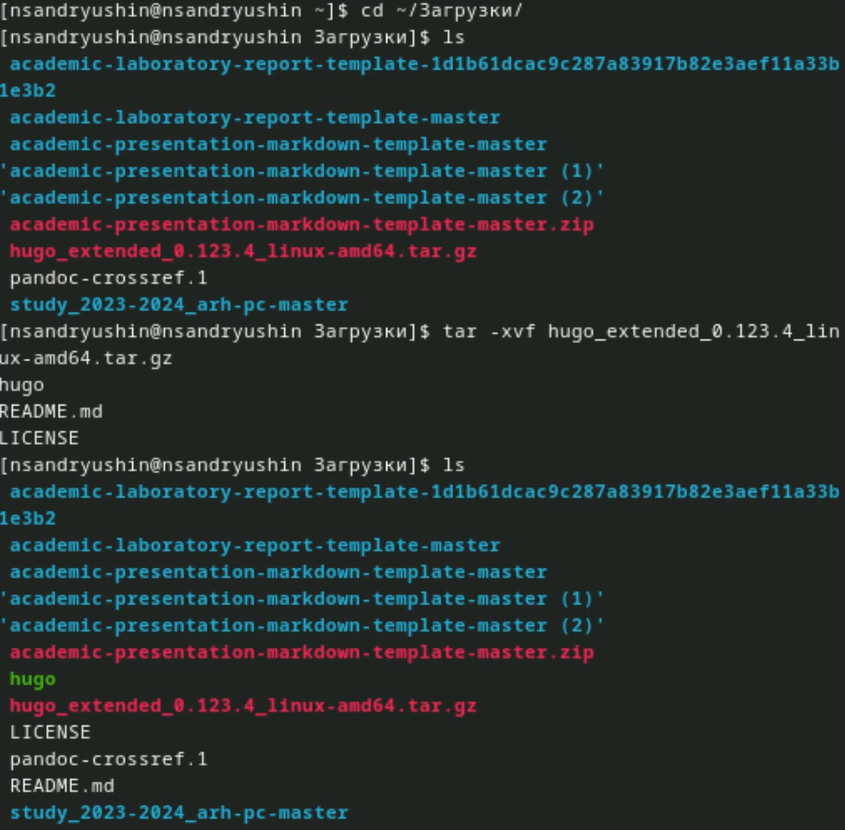 [nsandryushin@nsandryushin ~]$ cd ~/Загрузки/
[nsandryushin@nsandryushin Загрузки]$ ls
academic-laboratory-report-template-1d1b61dcac9c287a83917b82e3aef11a33b
1e3b2
academic-laboratory-report-template-master
academic-presentation-markdown-template-master
'academic-presentation-markdown-template-master (1)'
'academic-presentation-markdown-template-master (2)'
academic-presentation-markdown-template-master.zip
hugo_extended_0.123.4_linux-amd64.tar.gz
pandoc-crossref.1
study_2023-2024_arh-pc-master
[nsandryushin@nsandryushin Загрузки]$ tar -xvf hugo_extended_0.123.4_lin
ux-amd64.tar.gz
hugo
README.md
LICENSE
[nsandryushin@nsandryushin Загрузки]$ ls
academic-laboratory-report-template-1d1b61dcac9c287a83917b82e3aef11a33b
1e3b2
academic-laboratory-report-template-master
academic-presentation-markdown-template-master
'academic-presentation-markdown-template-master (1)'
'academic-presentation-markdown-template-master (2)'
academic-presentation-markdown-template-master.zip
hugo
hugo_extended_0.123.4_linux-amd64.tar.gz
LICENSE
pandoc-crossref.1
README.md
study_2023-2024_arh-pc-master